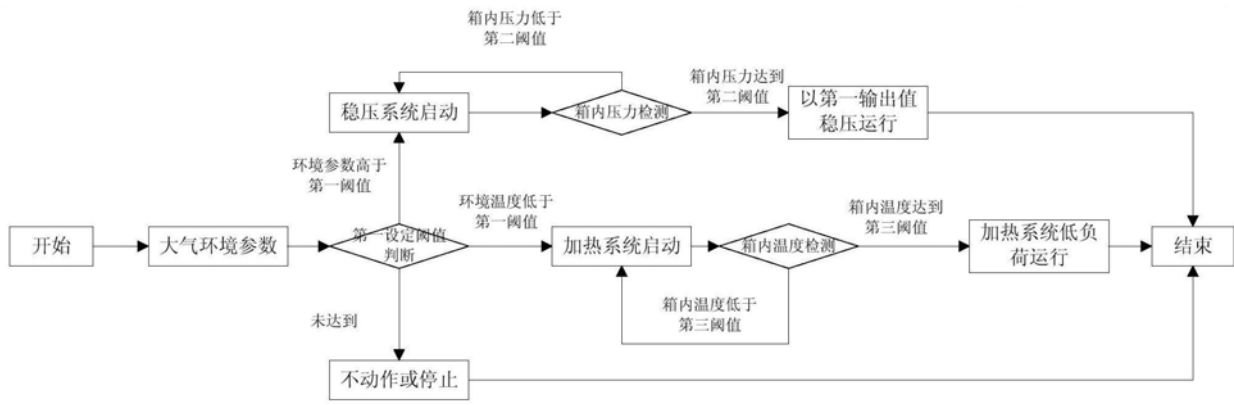 箱内压力低于
第二阈值
箱内压力达到
第二阈值
稳压系统启动
箱内压力检测
以第一输出值
稳压运行
环境参数高于
第一阈值
环境温度低于
第一阈值
箱内温度达到
第三阈值
开始
大气环境参数
第一设定阈值
判断
加热系统启动
箱内温度检测
加热系统低负
荷运行
结束
箱内温度低于
第三阈值
未达到
不动作或停止